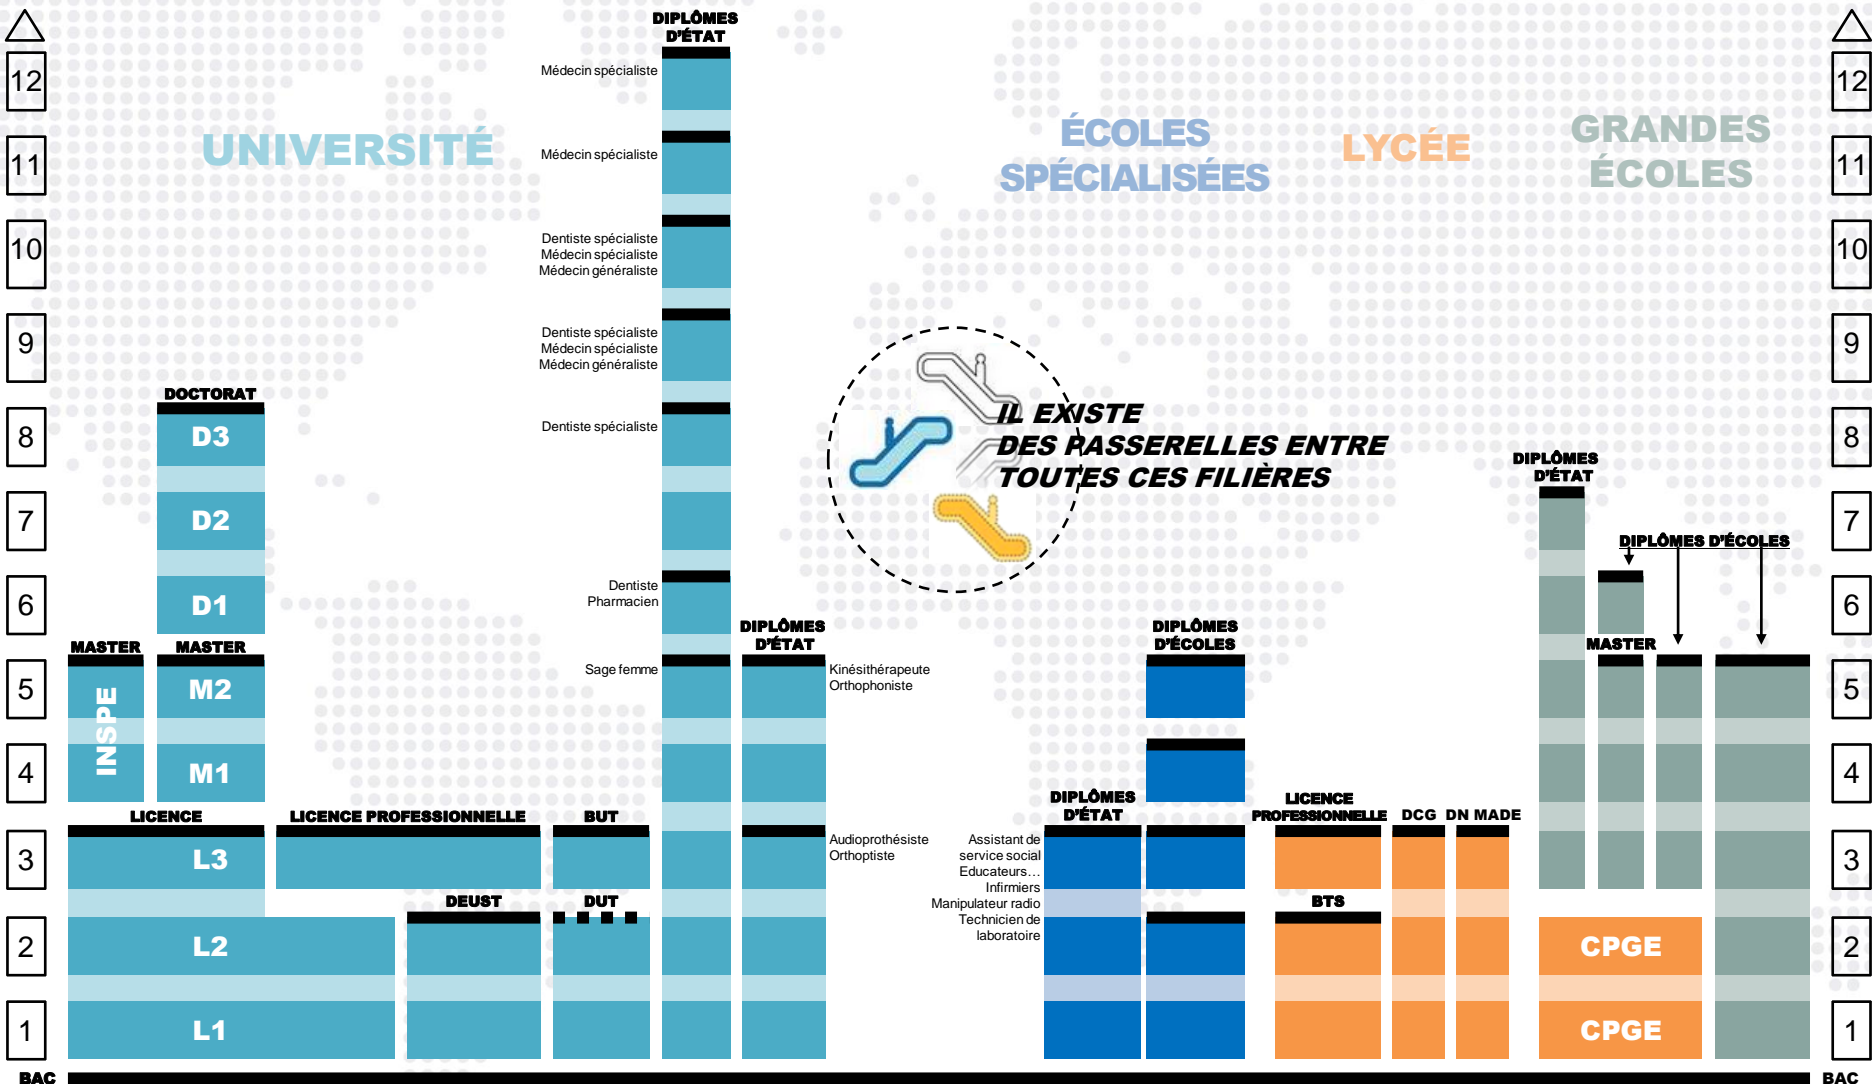 DIPLÔMES
D'ÉTAT
12
Médecin spécialiste
12
UNIVERSITÉ
ÉCOLES
SPÉCIALISÉES
LYCÉE
GRANDES
ÉCOLES
11
Médecin spécialiste
11
10
Dentiste spécialiste
Médecin spécialiste
Médecin généraliste
10
9
Dentiste spécialiste
Médecin spécialiste
Médecin généraliste
9
DOCTORAT
8
D3
Dentiste spécialiste
IL EXISTE
DES PASSERELLES ENTRE
TOUTES CES FILIÈRES
8
DIPLÔMES
D'ÉTAT
7
D2
7
DIPLÔMES D'ÉCOLES
6
D1
Dentiste
Pharmacien
6
DIPLÔMES
D'ÉTAT
DIPLÔMES
D'ÉCOLES
MASTER
MASTER
MASTER
5
INSPE
M2
Sage femme
Kinésithérapeute
Orthophoniste
5
4
M1
4
LICENCE
LICENCE PROFESSIONNELLE
BUT
DIPLÔMES
D'ÉTAT
LICENCE
PROFESSIONNELLE
DCG
DN MADE
3
L3
Audioprothésiste
Orthoptiste
Assistant de
service social
Educateurs…
Infirmiers
Manipulateur radio
Technicien de
laboratoire
3
DEUST
DUT
BTS
2
L2
CPGE
2
1
L1
CPGE
1
BAC
BAC